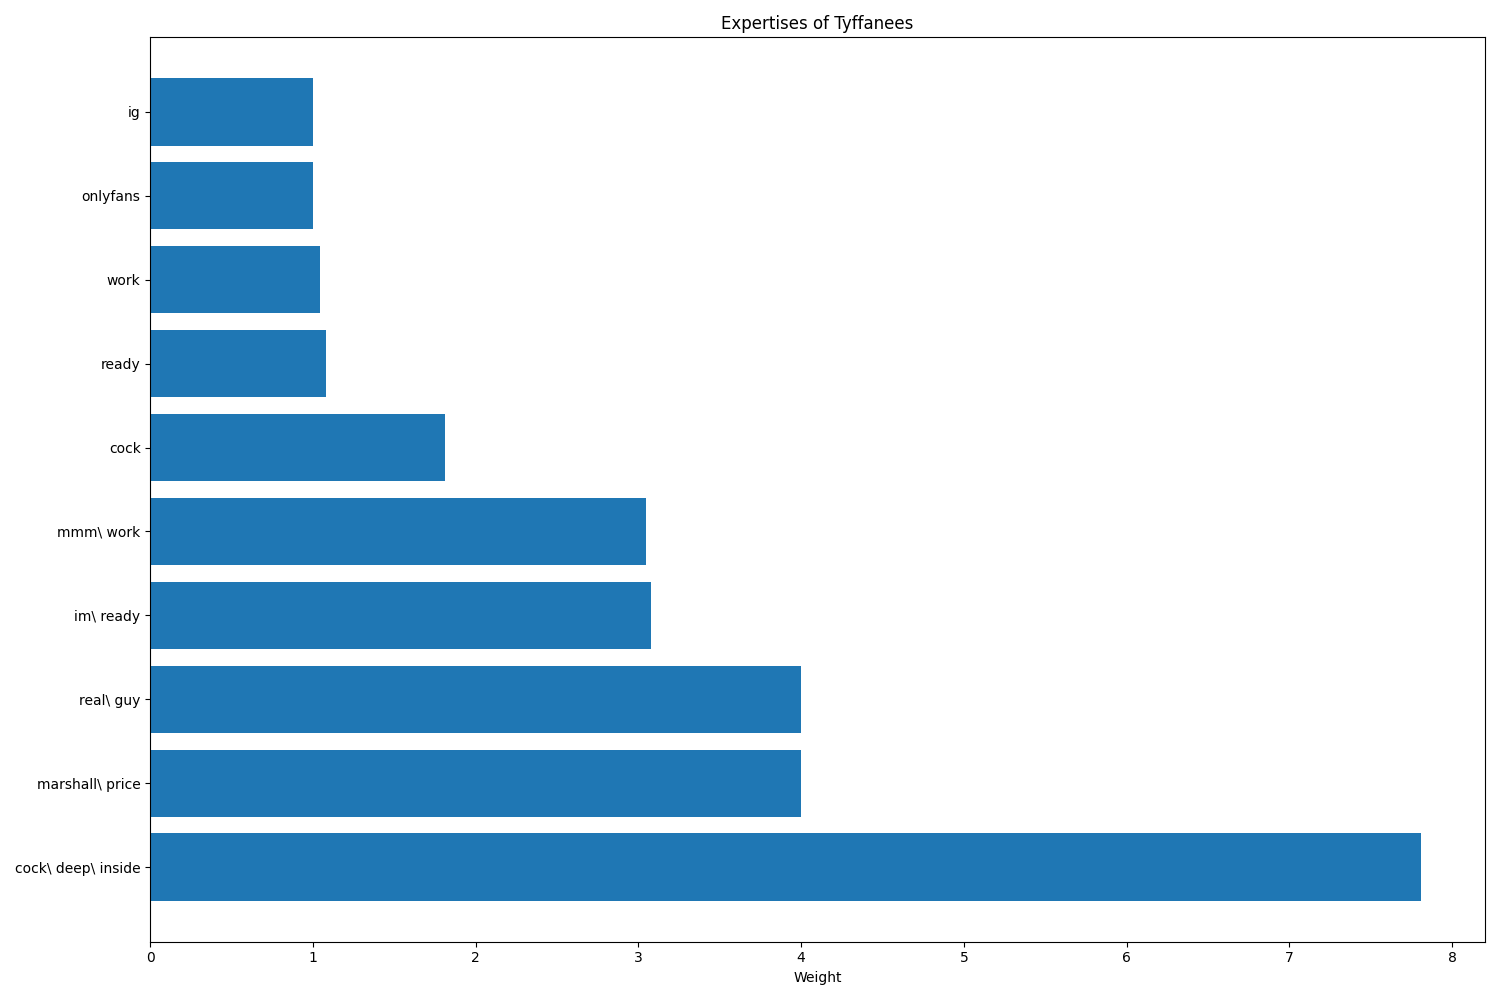 Expertises of Tyffanees
ig
onlyfans
work
ready
cock
mmm\ work
im\ ready
real\ guy
marshall\ price
cock\ deep\ inside
0 1 2 3 4 5 6 7 8
Weight